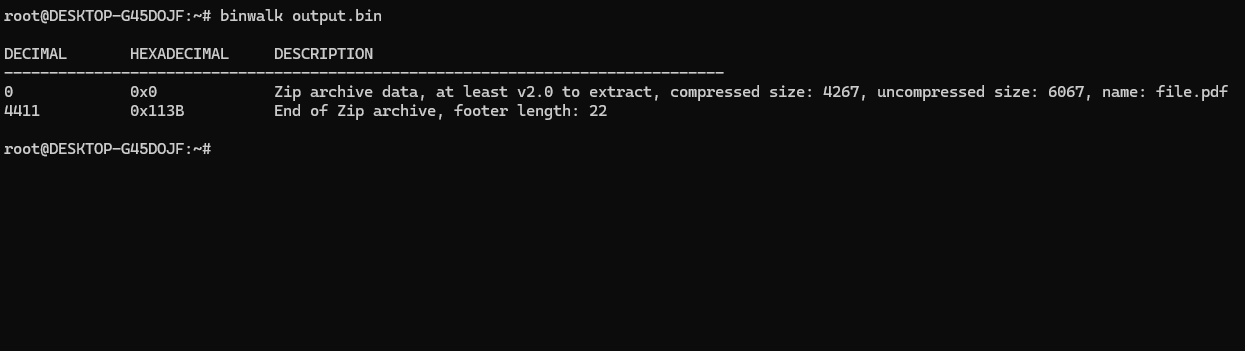 root@DESKTOP-G45DOJF:~# binwalk output.bin
DECIMAL       HEXADECIMAL     DESCRIPTION
--------------------------------------------------------------------------------
0             0x0             Zip archive data, at least v2.0 to extract, compressed size: 4267, uncompressed size: 6067, name: file.pdf
4411          0x113B          End of Zip archive, footer length: 22
root@DESKTOP-G45DOJF:~#